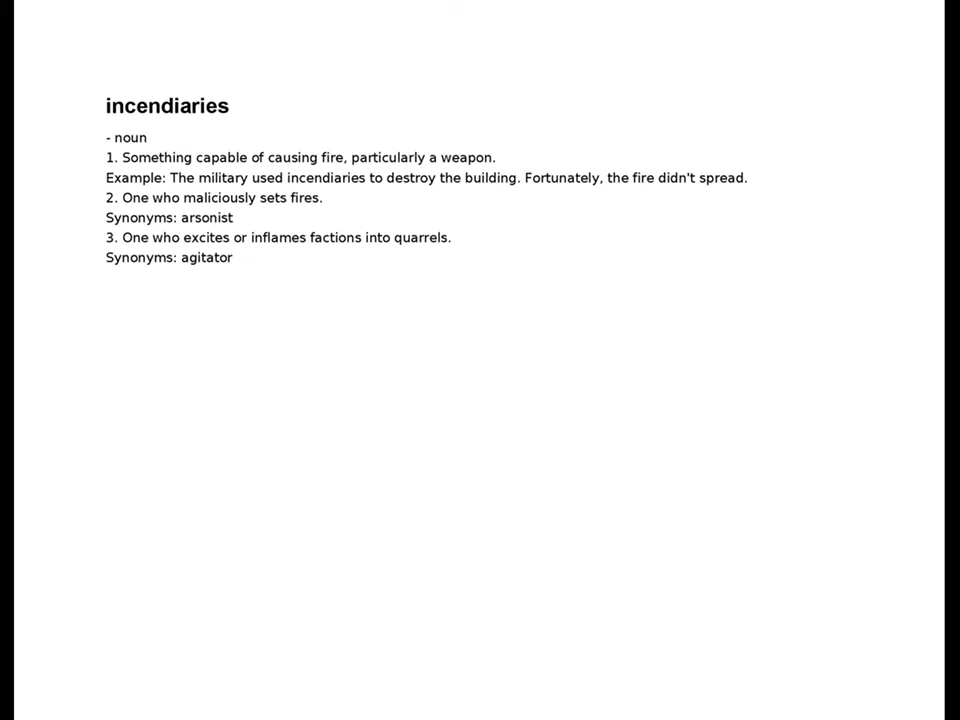 incendiaries
- noun
1. Something capable of causing fire, particularly a weapon.
Example: The military used incendiaries to destroy the building. Fortunately, the fire didn't spread.
2. One who maliciously sets fires.
Synonyms: arsonist
3. One who excites or inflames factions into quarrels.
Synonyms: agitator